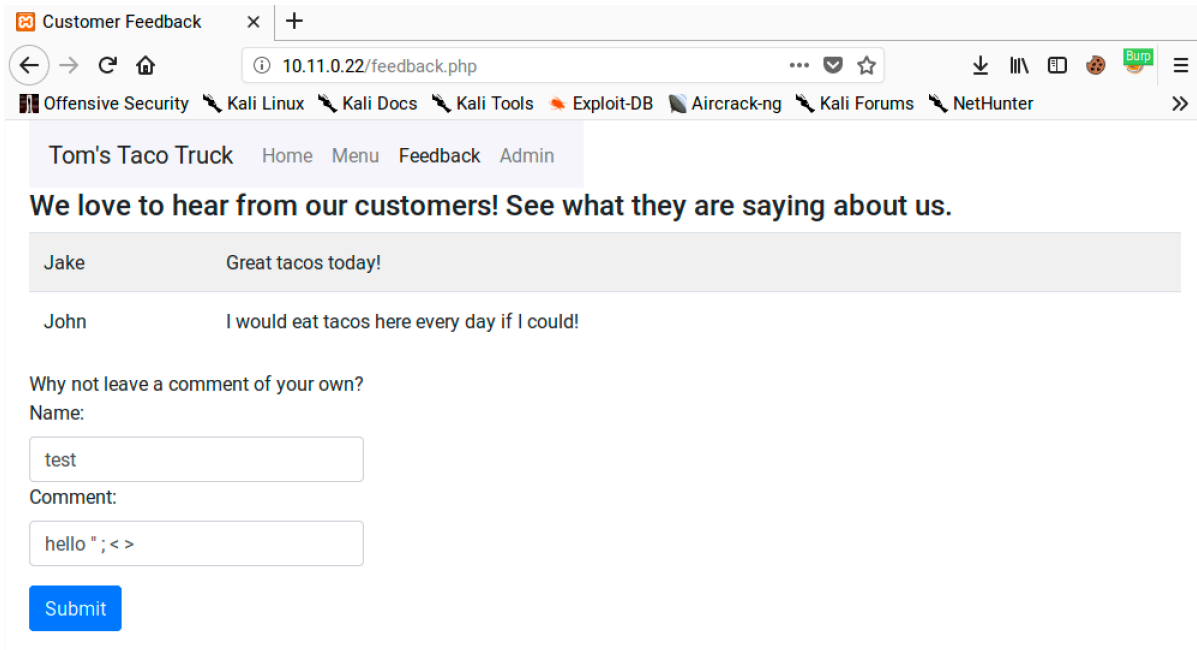 Customer Feedback
10.11.0.22/feedback.php
Burp
Offensive Security Kali Linux Kali Docs Kali Tools Exploit-DB Aircrack-ng Kali Forums NetHunter
Tom's Taco Truck Home Menu Feedback Admin
We love to hear from our customers! See what they are saying about us.
Jake Great tacos today!
John I would eat tacos here every day if I could!
Why not leave a comment of your own?
Name:
test
Comment:
hello " ; < >
Submit